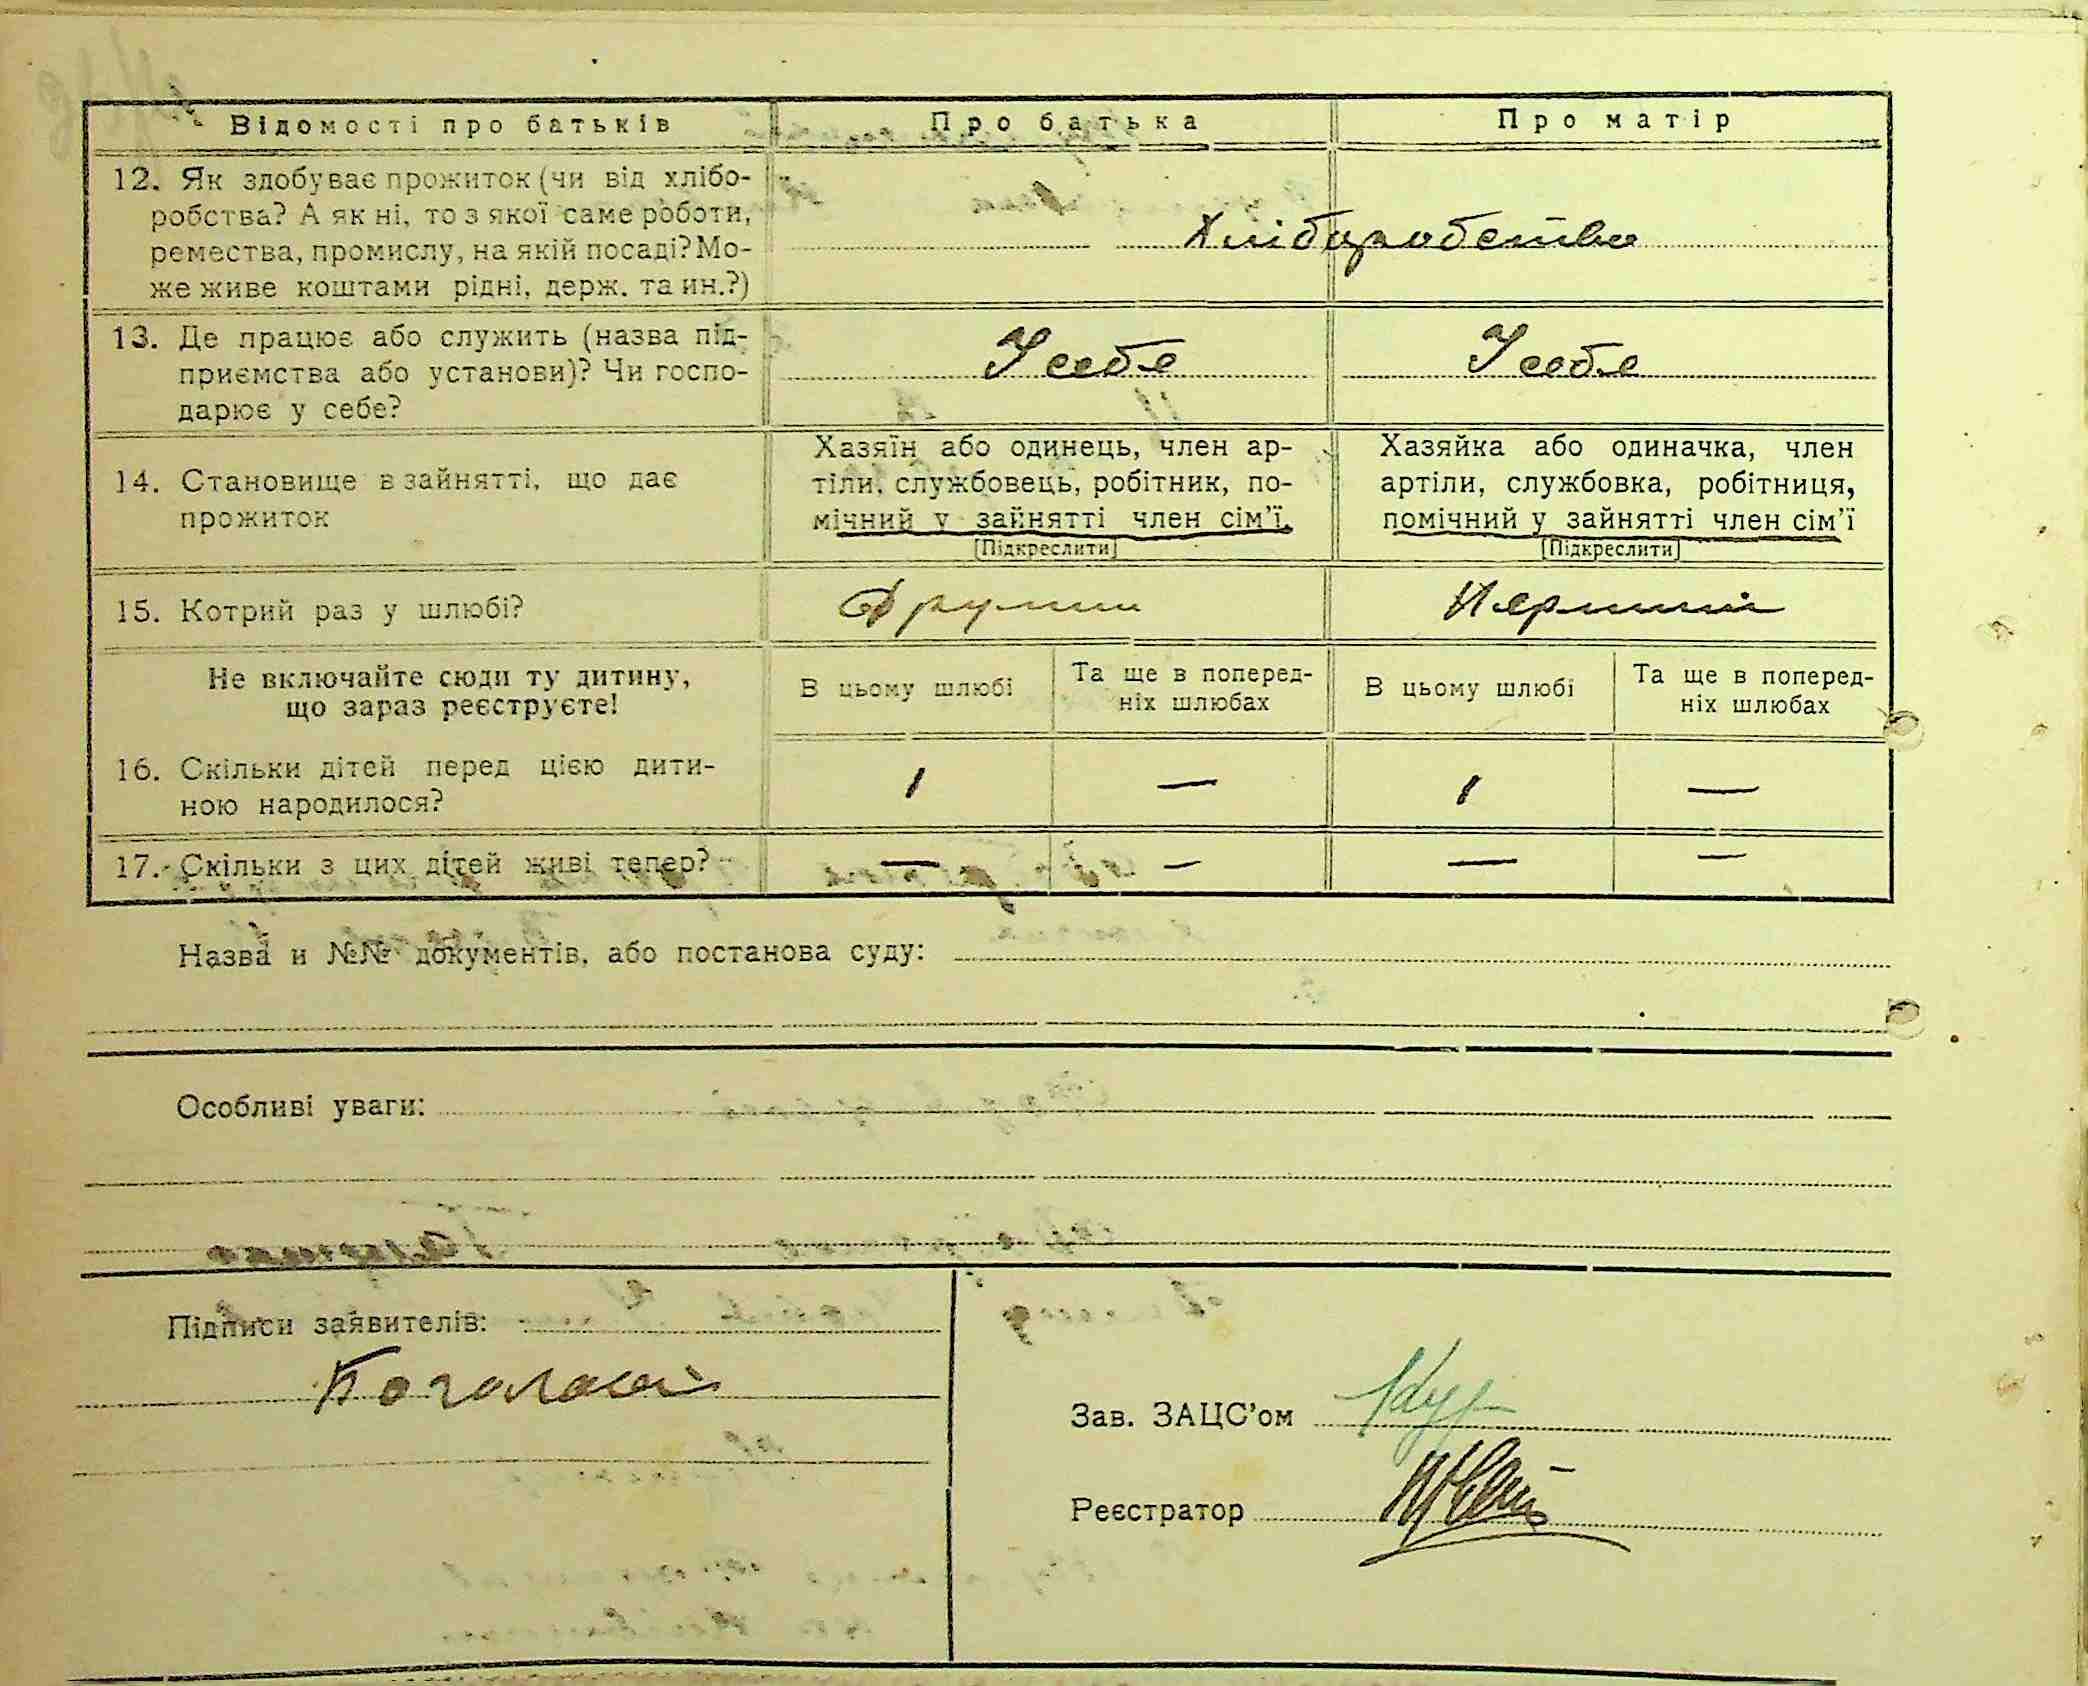 Відомості про батьків Про батька Про матір
12. Як здобуває прожиток (чи від хлібо-
робства? А як ні, то з якої саме роботи,
ремества, промислу, на якій посаді? Мо-
же живе коштами рідні, держ. та ин.?)
Хліборобство
13. Де працює або служить (назва під-
приємства або установи)? Чи госпо-
дарює у себе?
У себе У себе
14. Становище в зайнятті, що дає
прожиток
Хазяїн або одинець, член ар-
тіли, службовець, робітник, по-
мічний у зайнятті член сім'ї.
[Підкреслити]
Хазяйка або одиначка, член
артіли, службовка, робітниця,
помічний у зайнятті член сім'ї
[Підкреслити]
15. Котрий раз у шлюбі? Другий Перший
Не включайте сюди ту дитину,
що зараз реєструєте!
В цьому шлюбі
Та ще в поперед-
ніх шлюбах
В цьому шлюбі
Та ще в поперед-
ніх шлюбах
16. Скільки дітей перед цією дити-
ною народилося?
1 — 1 —
17. Скільки з цих дітей живі тепер? — — — —
Назва и №№ документів, або постанова суду:
Особливі уваги:
Підписи заявителів:
Зав. ЗАЦС'ом
Реєстратор